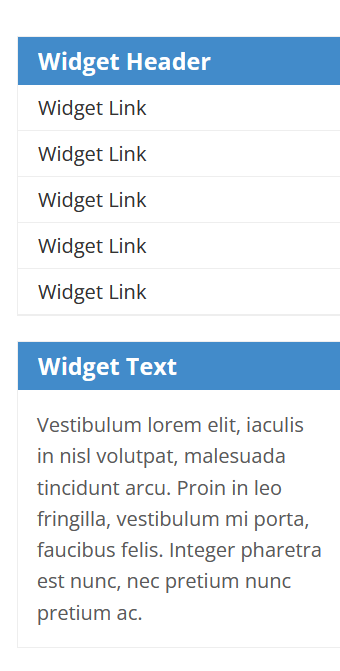 Widget Header
Widget Link
Widget Link
Widget Link
Widget Link
Widget Link
Widget Text
Vestibulum lorem elit, iaculis
in nisl volutpat, malesuada
tincidunt arcu. Proin in leo
fringilla, vestibulum mi porta,
faucibus felis. Integer pharetra
est nunc, nec pretium nunc
pretium ac.